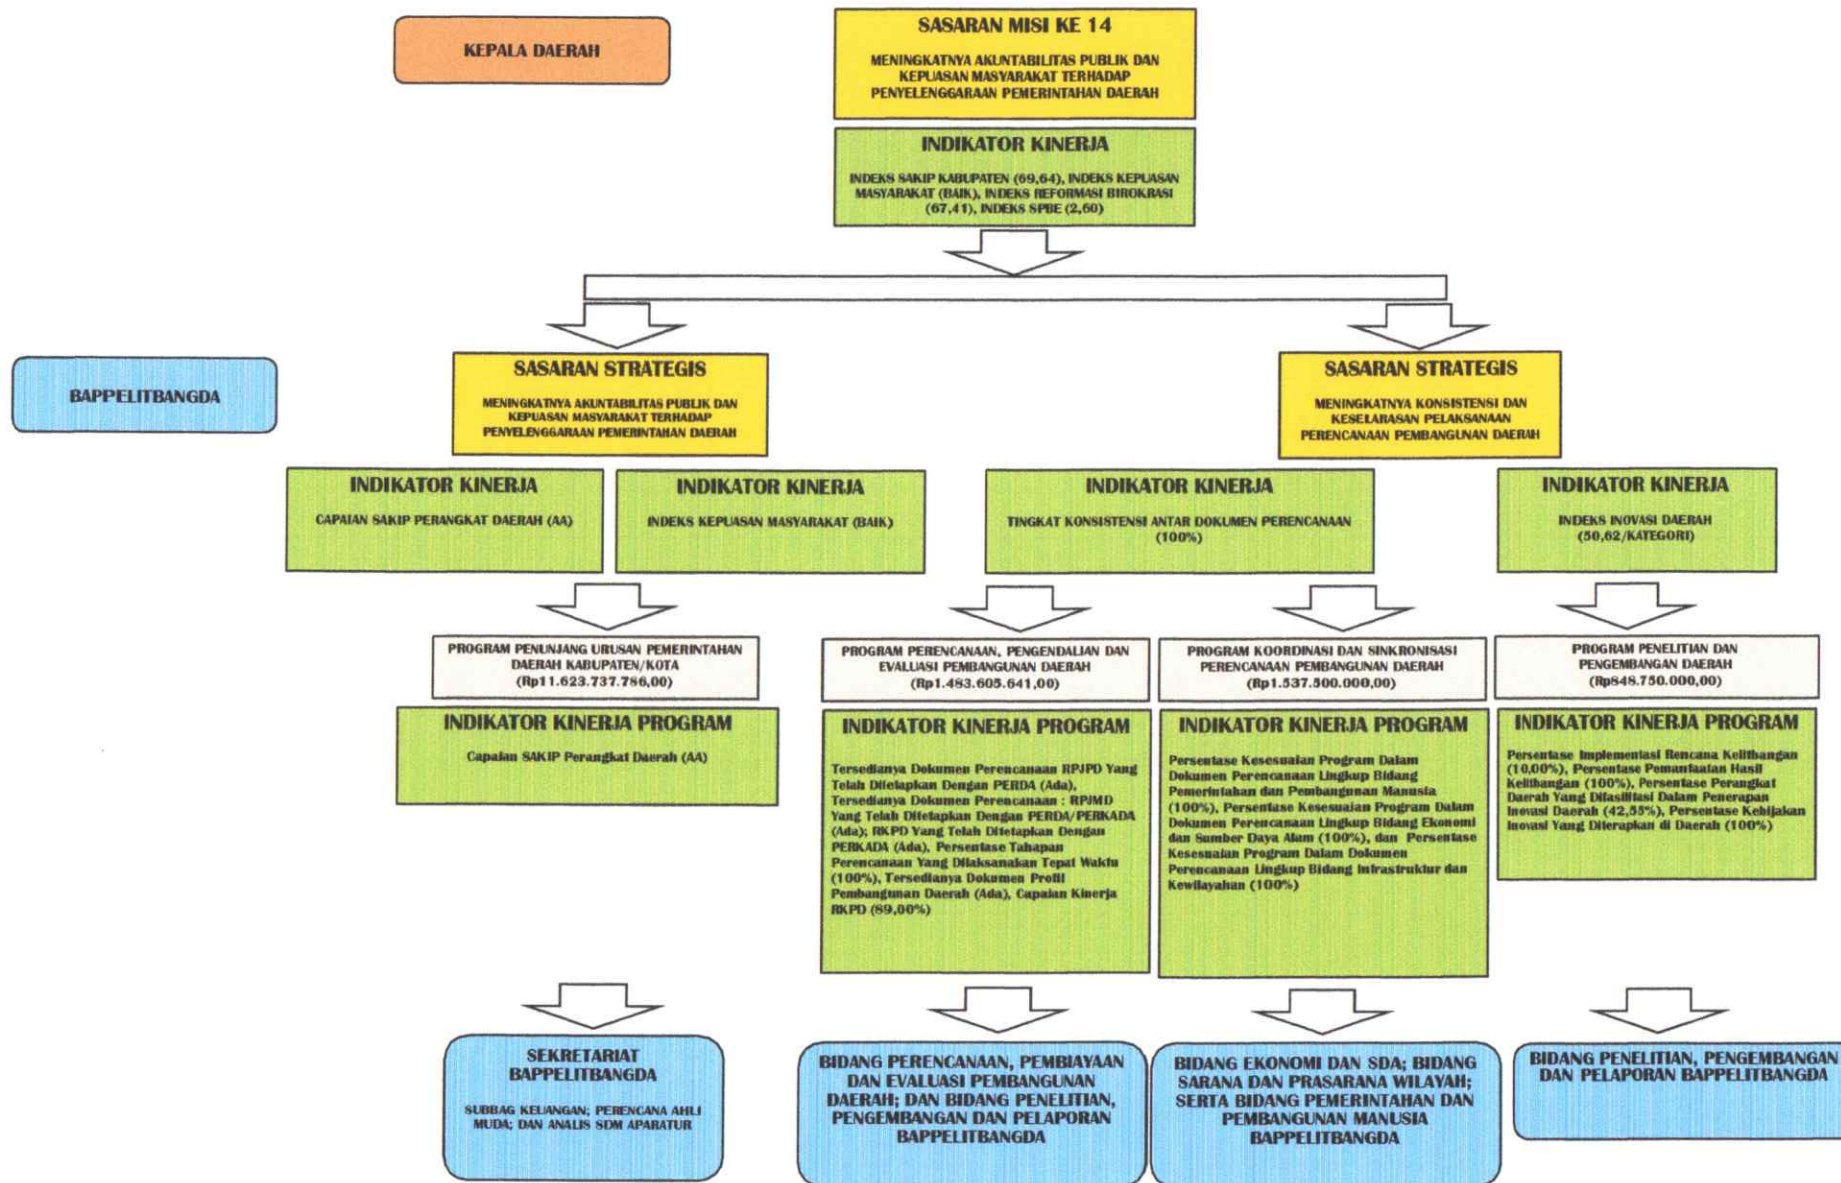 KEPALA DAERAH
SASARAN MISI KE 14
MENINGKATNYA AKUNTABILITAS PUBLIK DAN
KEPUASAN MASYARAKAT TERHADAP
PENYELENGGARAAN PEMERINTAHAN DAERAH
INDIKATOR KINERJA
INDEKS SAKIP KABUPATEN (69,64), INDEKS KEPUASAN
MASYARAKAT (BAIK), INDEKS REFORMASI BIROKRASI
(67,41), INDEKS SPBE (2,60)
BAPPELITBANGDA
SASARAN STRATEGIS
MENINGKATNYA AKUNTABILITAS PUBLIK DAN
KEPUASAN MASYARAKAT TERHADAP
PENYELENGGARAAN PEMERINTAHAN DAERAH
SASARAN STRATEGIS
MENINGKATNYA KONSISTENSI DAN
KESELARASAN PELAKSANAAN
PERENCANAAN PEMBANGUNAN DAERAH
INDIKATOR KINERJA
CAPAIAN SAKIP PERANGKAT DAERAH (AA)
INDIKATOR KINERJA
INDEKS KEPUASAN MASYARAKAT (BAIK)
INDIKATOR KINERJA
TINGKAT KONSISTENSI ANTAR DOKUMEN PERENCANAAN
(100%)
INDIKATOR KINERJA
INDEKS INOVASI DAERAH
(50,62/KATEGORI)
PROGRAM PENUNJANG URUSAN PEMERINTAHAN
DAERAH KABUPATEN/KOTA
(Rp11.623.737.786,00)
INDIKATOR KINERJA PROGRAM
Capaian SAKIP Perangkat Daerah (AA)
PROGRAM PERENCANAAN, PENGENDALIAN DAN
EVALUASI PEMBANGUNAN DAERAH
(Rp1.483.605.641,00)
INDIKATOR KINERJA PROGRAM
Tersedianya Dokumen Perencanaan RPJPD Yang
Telah Ditetapkan Dengan PERDA (Ada),
Tersedianya Dokumen Perencanaan : RPJMD
Yang Telah Ditetapkan Dengan PERDA/PERKADA
(Ada); RKPD Yang Telah Ditetapkan Dengan
PERKADA (Ada), Persentase Tahapan
Perencanaan Yang Dilaksanakan Tepat Waktu
(100%), Tersedianya Dokumen Profil
Pembangunan Daerah (Ada), Capaian Kinerja
RKPD (89,00%)
PROGRAM KOORDINASI DAN SINKRONISASI
PERENCANAAN PEMBANGUNAN DAERAH
(Rp1.537.500.000,00)
INDIKATOR KINERJA PROGRAM
Persentase Kesesuaian Program Dalam
Dokumen Perencanaan Lingkup Bidang
Pemerintahan dan Pembangunan Manusia
(100%), Persentase Kesesuaian Program Dalam
Dokumen Perencanaan Lingkup Bidang Ekonomi
dan Sumber Daya Alam (100%), dan Persentase
Kesesuaian Program Dalam Dokumen
Perencanaan Lingkup Bidang Infrastruktur dan
Kewilayahan (100%)
PROGRAM PENELITIAN DAN
PENGEMBANGAN DAERAH
(Rp848.750.000,00)
INDIKATOR KINERJA PROGRAM
Persentase Implementasi Rencana Kelitbangan
(10,00%), Persentase Pemanfaatan Hasil
Kelitbangan (100%), Persentase Perangkat
Daerah Yang Difasilitasi Dalam Penerapan
Inovasi Daerah (42,55%), Persentase Kebijakan
Inovasi Yang Diterapkan di Daerah (100%)
SEKRETARIAT
BAPPELITBANGDA
SUBBAG KEUANGAN; PERENCANA AHLI
MUDA; DAN ANALIS SDM APARATUR
BIDANG PERENCANAAN, PEMBIAYAAN
DAN EVALUASI PEMBANGUNAN
DAERAH; DAN BIDANG PENELITIAN,
PENGEMBANGAN DAN PELAPORAN
BAPPELITBANGDA
BIDANG EKONOMI DAN SDA; BIDANG
SARANA DAN PRASARANA WILAYAH;
SERTA BIDANG PEMERINTAHAN DAN
PEMBANGUNAN MANUSIA
BAPPELITBANGDA
BIDANG PENELITIAN, PENGEMBANGAN
DAN PELAPORAN BAPPELITBANGDA